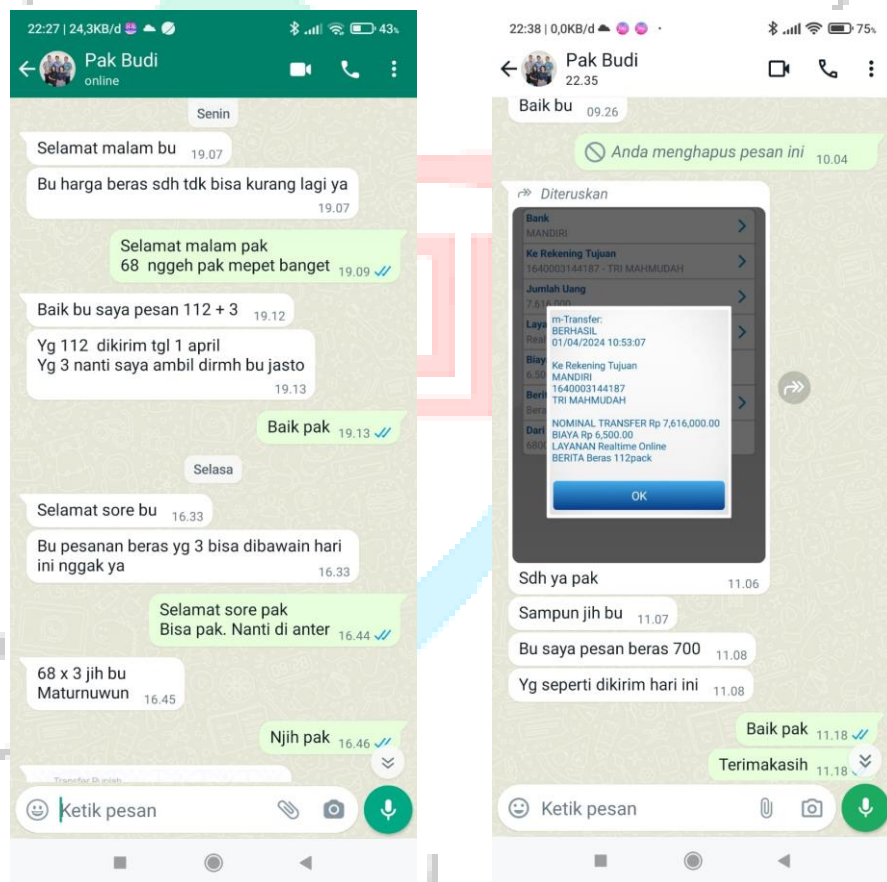 22:27 | 24,3KB/d
43%
Pak Budi
online
Senin
Selamat malam bu 19.07
Bu harga beras sdh tdk bisa kurang lagi ya
19.07
Selamat malam pak
68 nggeh pak mepet banget 19.09
Baik bu saya pesan 112 + 3 19.12
Yg 112 dikirim tgl 1 april
Yg 3 nanti saya ambil dirmh bu jasto
19.13
Baik pak 19.13
Selasa
Selamat sore bu 16.33
Bu pesanan beras yg 3 bisa dibawain hari
ini nggak ya 16.33
Selamat sore pak
Bisa pak. Nanti di anter 16.44
68 x 3 jih bu
Maturnuwun 16.45
Njih pak 16.46
Ketik pesan
22:38 | 0,0KB/d
75%
Pak Budi
22.35
Baik bu 09.26
Anda menghapus pesan ini 10.04
Diteruskan
Bank
MANDIRI
Ke Rekening Tujuan
1640003144187 - TRI MAHMUDAH
Jumlah Uang
7.616.000
m-Transfer:
BERHASIL
01/04/2024 10:53:07
Ke Rekening Tujuan
MANDIRI
1640003144187
TRI MAHMUDAH
NOMINAL TRANSFER Rp 7,616,000.00
BIAYA Rp 6,500.00
LAYANAN Realtime Online
BERITA Beras 112pack
OK
Sdh ya pak 11.06
Sampun jih bu 11.07
Bu saya pesan beras 700 11.08
Yg seperti dikirim hari ini 11.08
Baik pak 11.18
Terimakasih 11.18
Ketik pesan